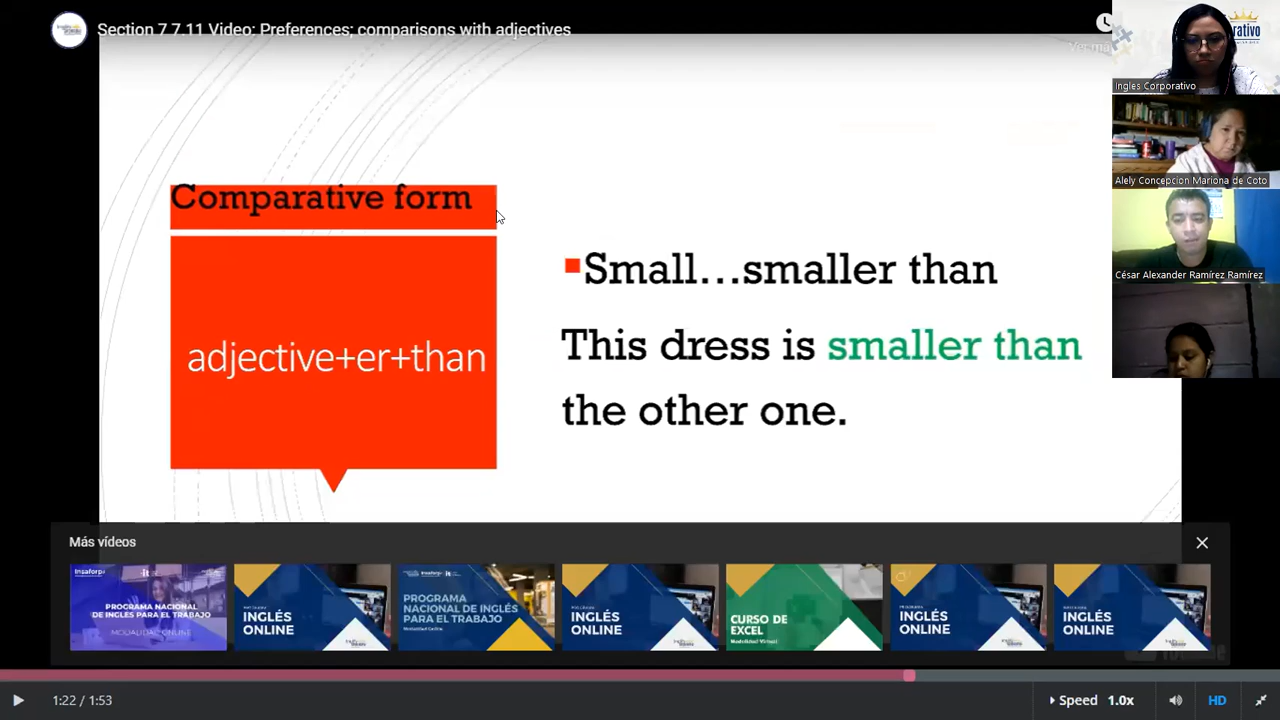 Section 7 7.11 Video: Preferences; comparisons with adjectives
Ver más
Ingles Corporativo
Alely Concepcion Mariona de Coto
César Alexander Ramírez Ramírez
Comparative form
adjective+er+than
Small...smaller than
This dress is smaller than
the other one.
Más vídeos
PROGRAMA NACIONAL
DE INGLÉS PARA EL TRABAJO
MODALIDAD ONLINE
INGLÉS
ONLINE
PROGRAMA
NACIONAL DE INGLÉS
PARA EL TRABAJO
Modalidad Online
INGLÉS
ONLINE
CURSO DE
EXCEL
Modalidad Virtual
INGLÉS
ONLINE
INGLÉS
ONLINE
1:22 / 1:53
Speed 1.0x
HD